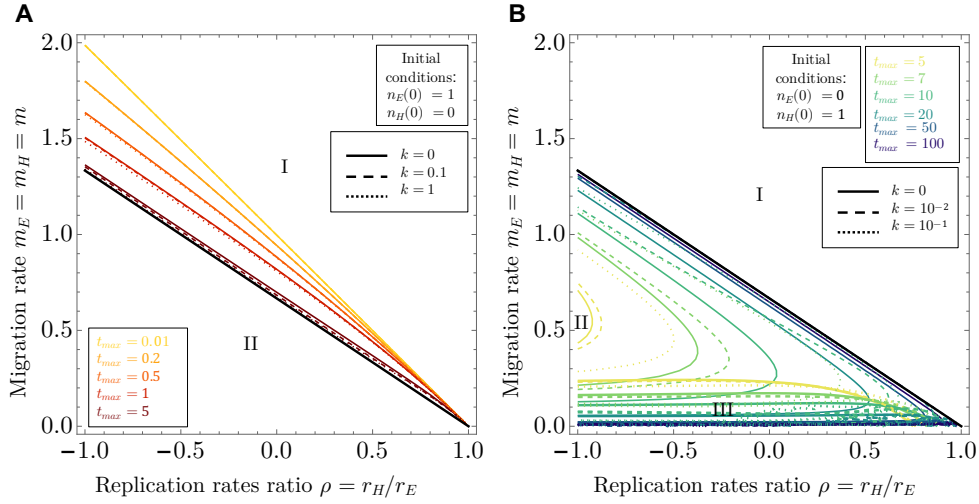 A
Migration rate m_E = m_H = m
2.0
1.5
1.0
0.5
0.0
−1.0
−0.5
0.0
0.5
1.0
Replication rates ratio ρ = r_H/r_E
Initial
conditions:
n_E(0) = 1
n_H(0) = 0
k = 0
k = 0.1
k = 1
I
II
t_max = 0.01
t_max = 0.2
t_max = 0.5
t_max = 1
t_max = 5
B
Migration rate m_E = m_H = m
2.0
1.5
1.0
0.5
0.0
−1.0
−0.5
0.0
0.5
1.0
Replication rates ratio ρ = r_H/r_E
Initial
conditions:
n_E(0) = 0
n_H(0) = 1
t_max = 5
t_max = 7
t_max = 10
t_max = 20
t_max = 50
t_max = 100
k = 0
k = 10⁻²
k = 10⁻¹
I
II
III